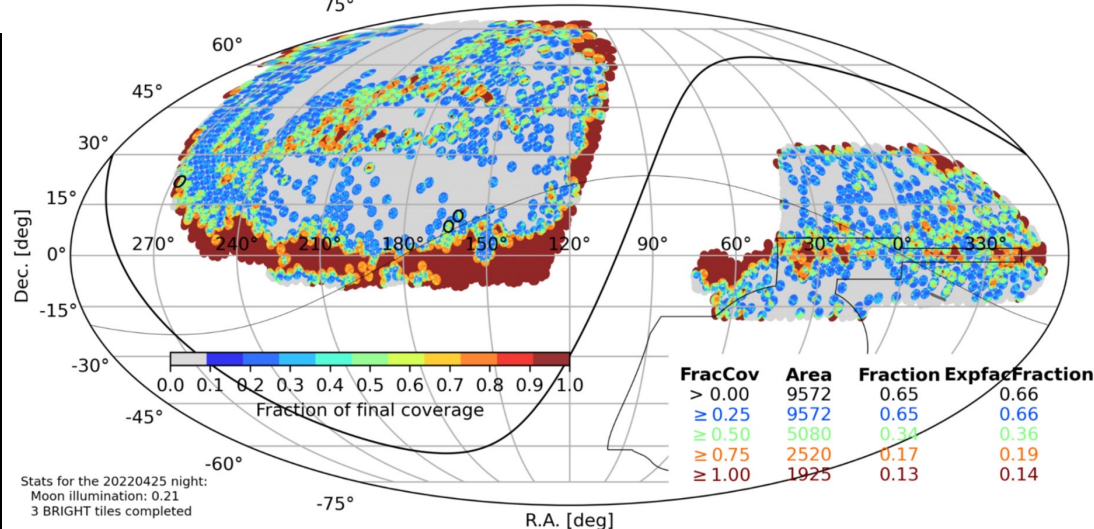 75°
60°
45°
30°
15°
0°
-15°
-30°
-45°
-60°
-75°
Dec. [deg]
270° 240° 210° 180° 150° 120° 90° 60° 30° 0° 330°
R.A. [deg]
0.0 0.1 0.2 0.3 0.4 0.5 0.6 0.7 0.8 0.9 1.0
Fraction of final coverage
FracCov Area Fraction ExpfacFraction
> 0.00 9572 0.65 0.66
≥ 0.25 9572 0.65 0.66
≥ 0.50 5080 0.34 0.36
≥ 0.75 2520 0.17 0.19
≥ 1.00 1925 0.13 0.14
Stats for the 20220425 night:
Moon illumination: 0.21
3 BRIGHT tiles completed